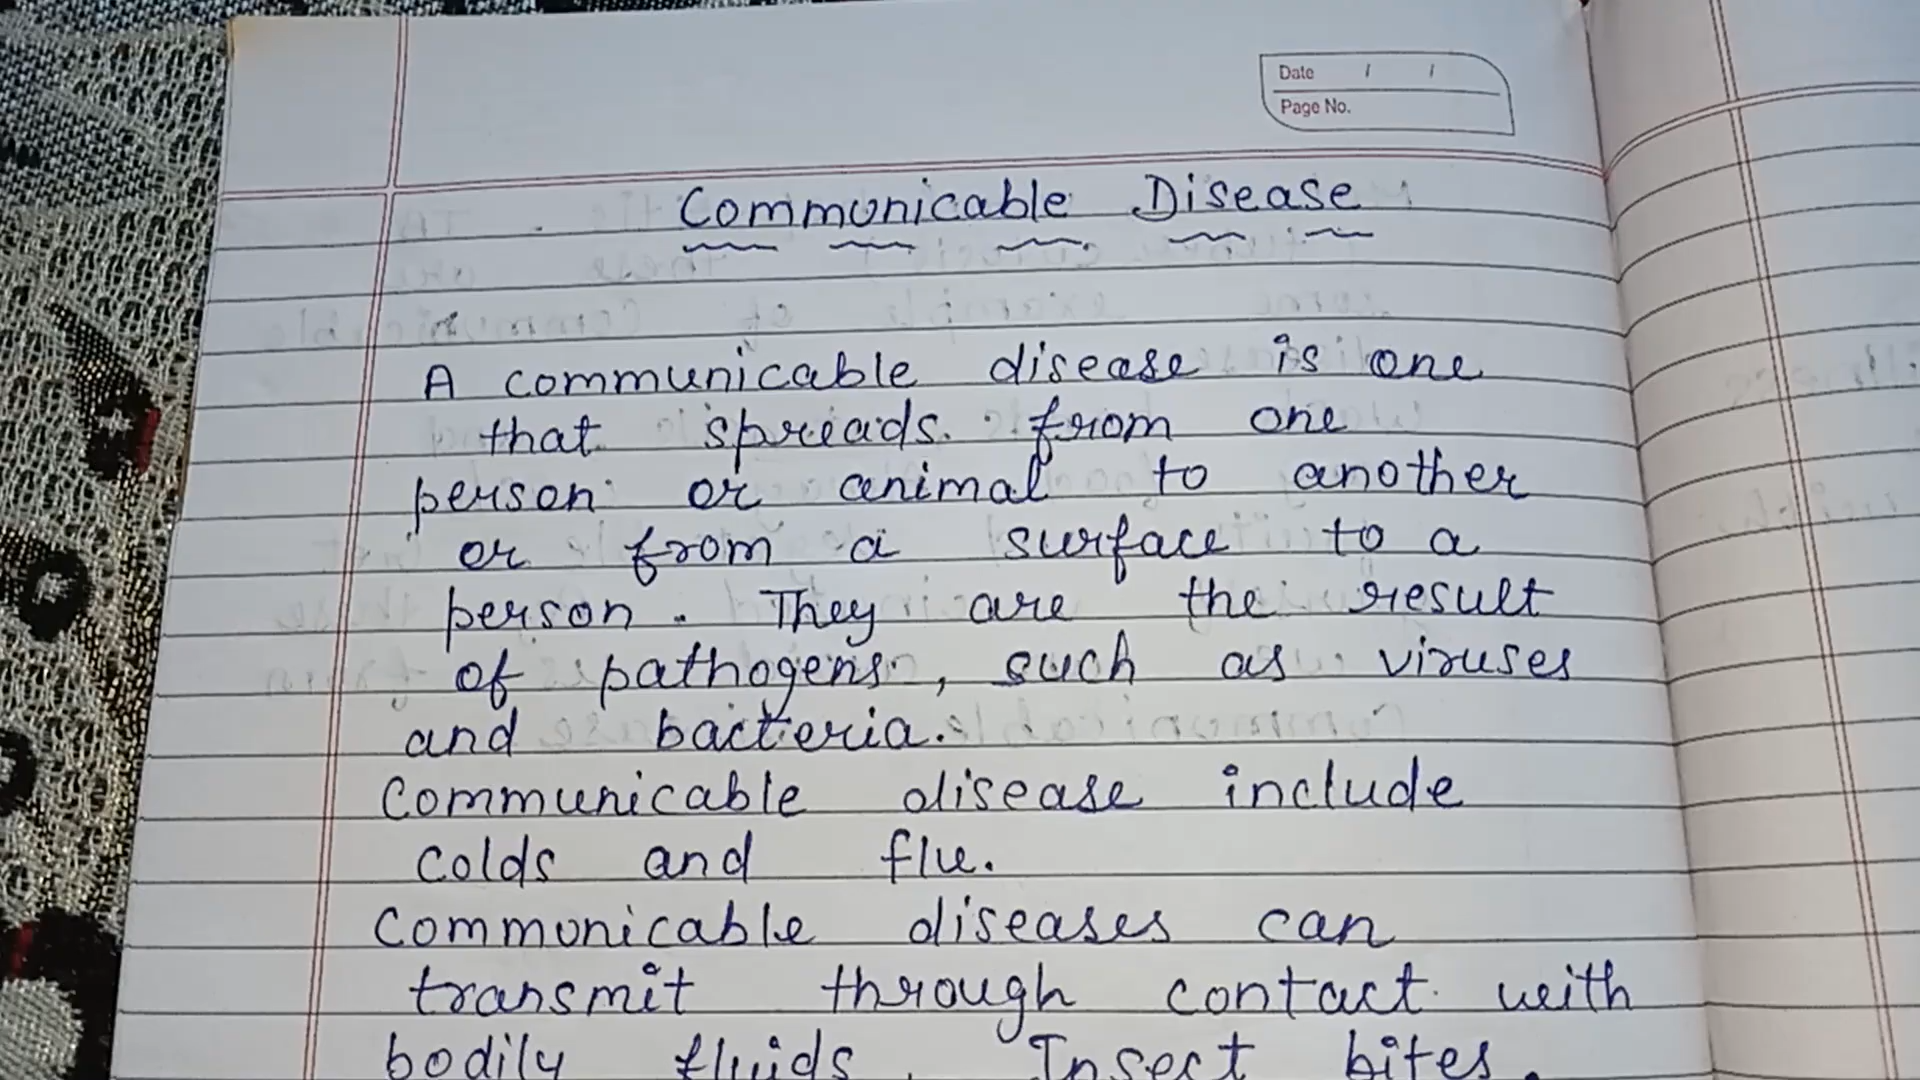 Date / /
Page No.
Communicable Disease
A communicable disease is one
that spreads from one
person or animal to another
or from a surface to a
person. They are the result
of pathogens, such as viruses
and bacteria.
Communicable disease include
colds and flu.
Communicable diseases can
transmit through contact with
bodily fluids, Insect bites,